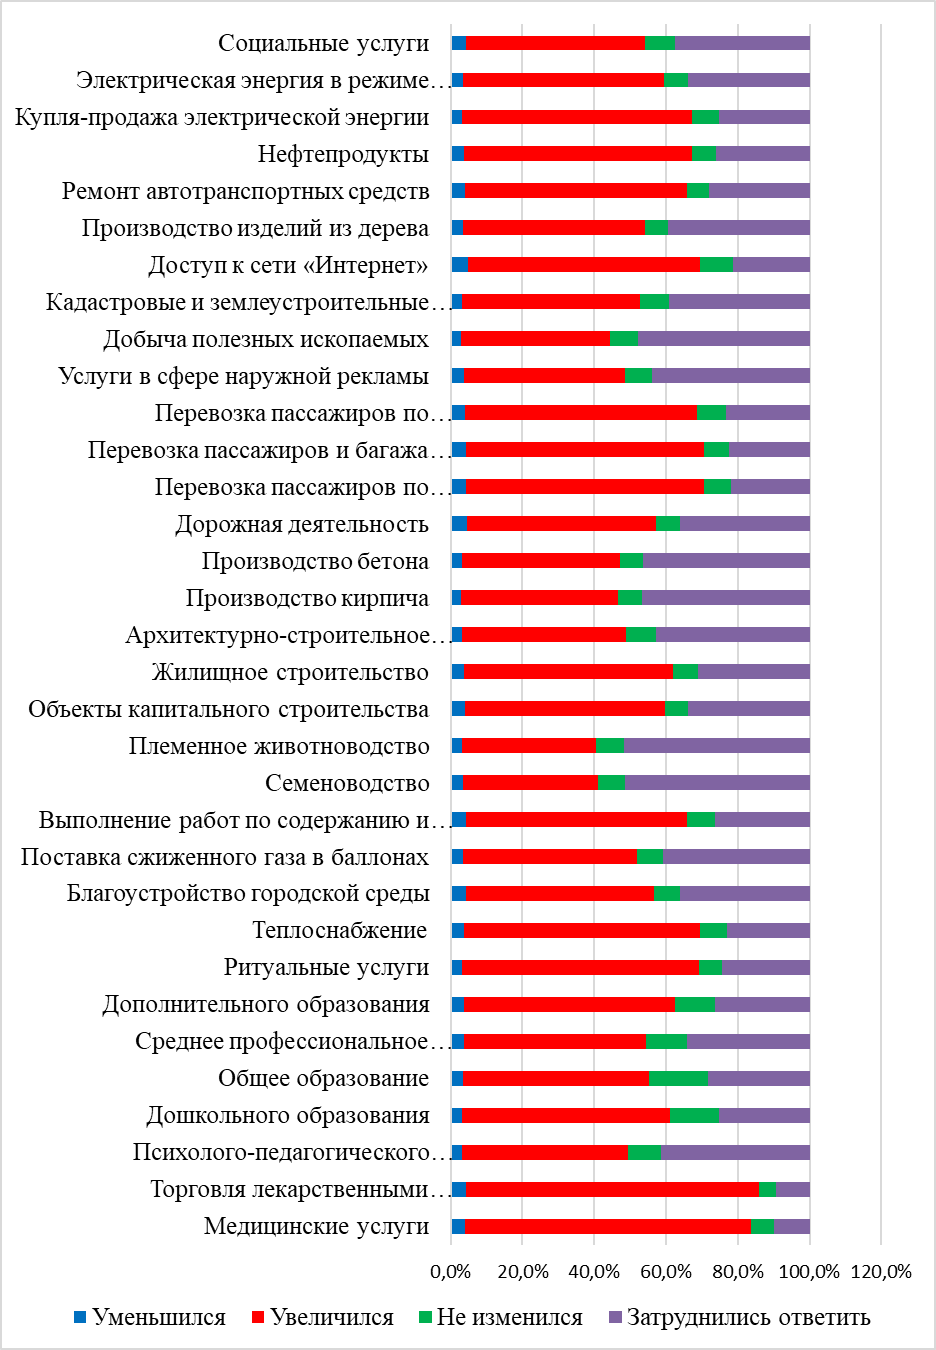 Социальные услуги
Электрическая энергия в режиме…
Купля-продажа электрической энергии
Нефтепродукты
Ремонт автотранспортных средств
Производство изделий из дерева
Доступ к сети «Интернет»
Кадастровые и землеустроительные…
Добыча полезных ископаемых
Услуги в сфере наружной рекламы
Перевозка пассажиров по…
Перевозка пассажиров и багажа…
Перевозка пассажиров по…
Дорожная деятельность
Производство бетона
Производство кирпича
Архитектурно-строительное…
Жилищное строительство
Объекты капитального строительства
Племенное животноводство
Семеноводство
Выполнение работ по содержанию и…
Поставка сжиженного газа в баллонах
Благоустройство городской среды
Теплоснабжение
Ритуальные услуги
Дополнительного образования
Среднее профессиональное…
Общее образование
Дошкольного образования
Психолого-педагогического…
Торговля лекарственными…
Медицинские услуги
0,0% 20,0% 40,0% 60,0% 80,0% 100,0% 120,0%
Уменьшился Увеличился Не изменился Затруднились ответить